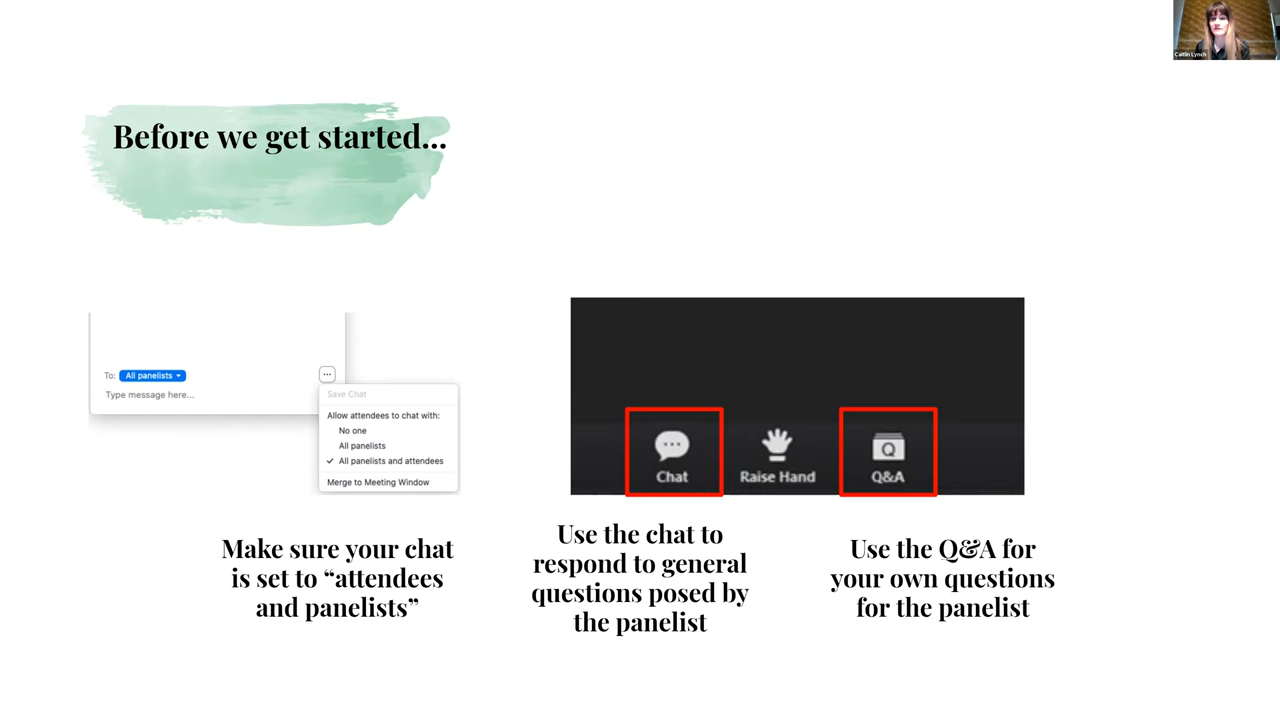 Caitlin Lynch
Before we get started...
To: All panelists
Type message here...
Save Chat
Allow attendees to chat with:
No one
All panelists
All panelists and attendees
Merge to Meeting Window
Chat
Raise Hand
Q
Q&A
Make sure your chat
is set to “attendees
and panelists”
Use the chat to
respond to general
questions posed by
the panelist
Use the Q&A for
your own questions
for the panelist